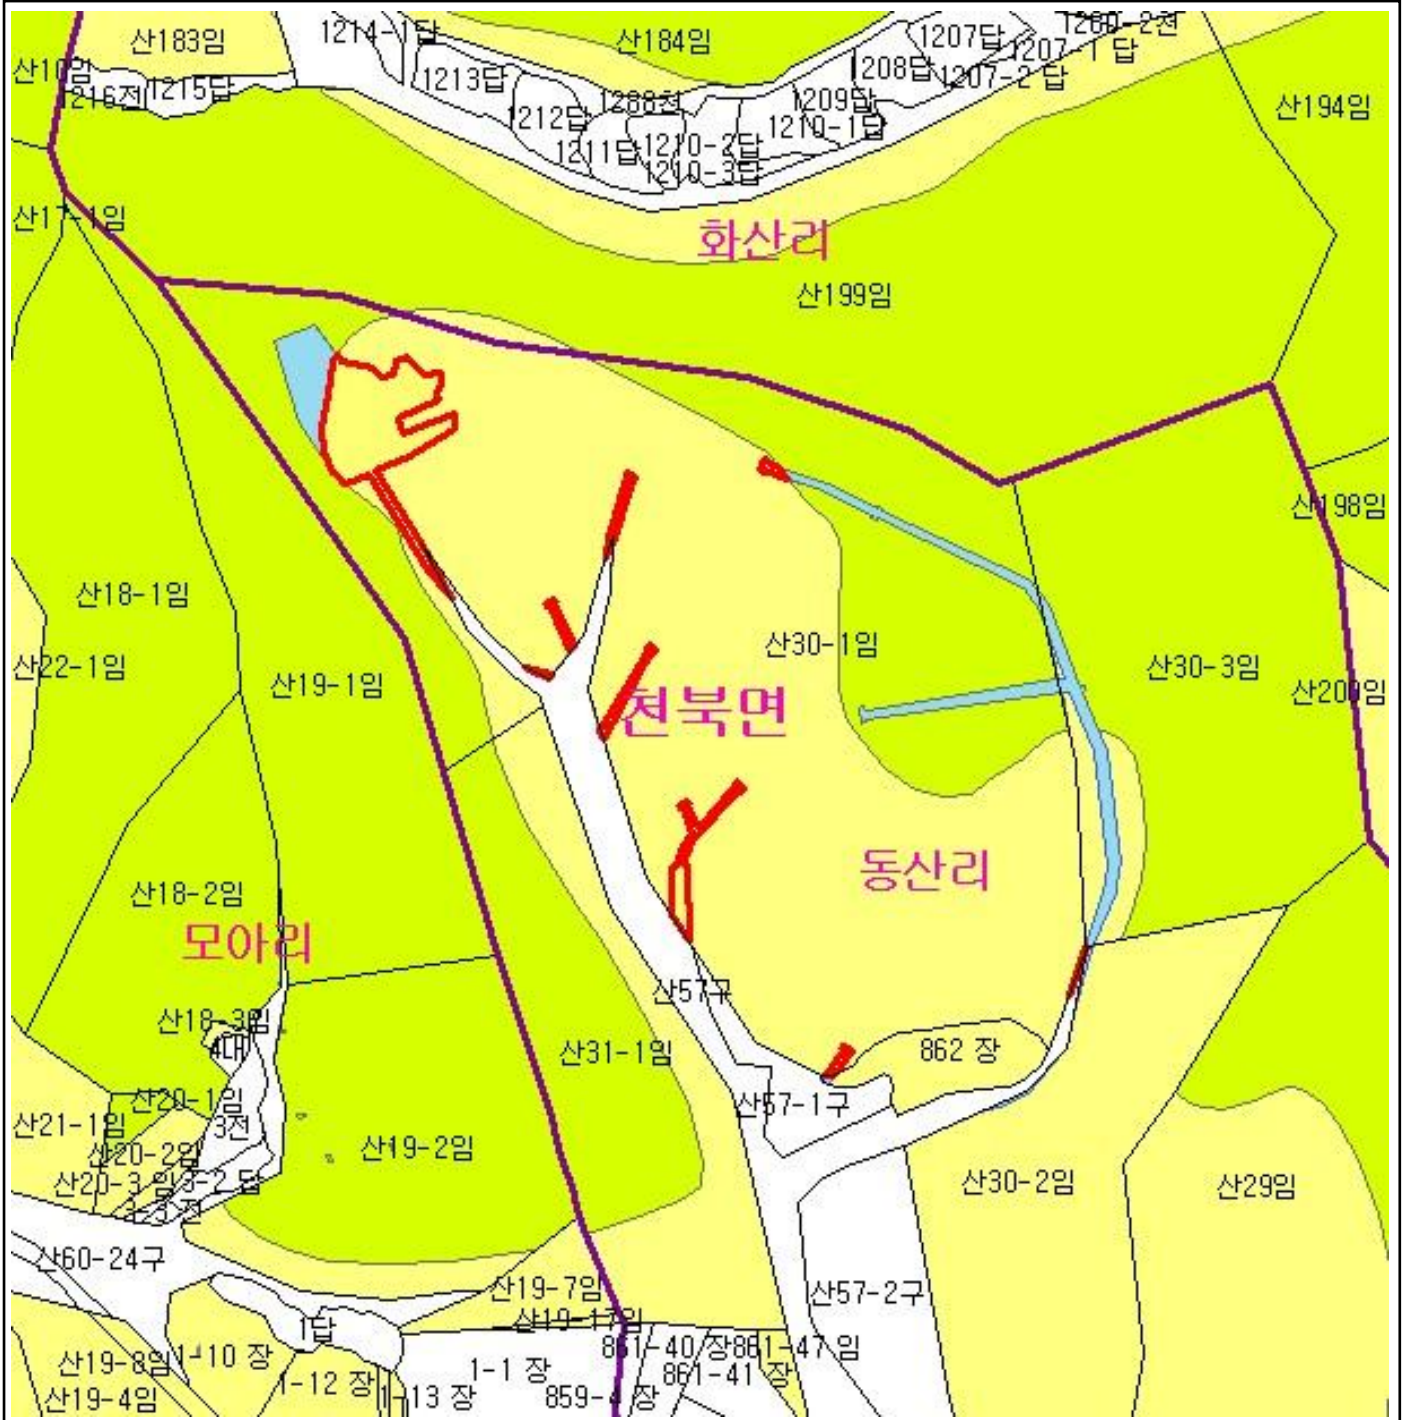 산183임
1214-1답
산184임
1207답
1207-1 답
산10임
1216전
1215답
1213답
1208답
1207-2 답
산194임
1212답
1288천
1209답
1210-1답
1211답
1210-2답
1210-3답
산17-1임
화산리
산199임
산198임
산18-1임
산22-1임
산19-1임
산30-1임
산30-3임
산200임
천북면
동산리
산18-2임
모아리
산57구
산18-3임
4대
산31-1임
862 장
산20-1임
산57-1구
산21-1임
3전
산20-2임
산19-2임
산20-3 임
3-2 답
3-3 전
산30-2임
산29임
산60-24구
산19-7임
산57-2구
산19-17임
1답
861-40 장
861-47 임
산19-8임
1-10 장
1-1 장
861-41 장
산19-4임
1-12 장
1-13 장
859-4 장